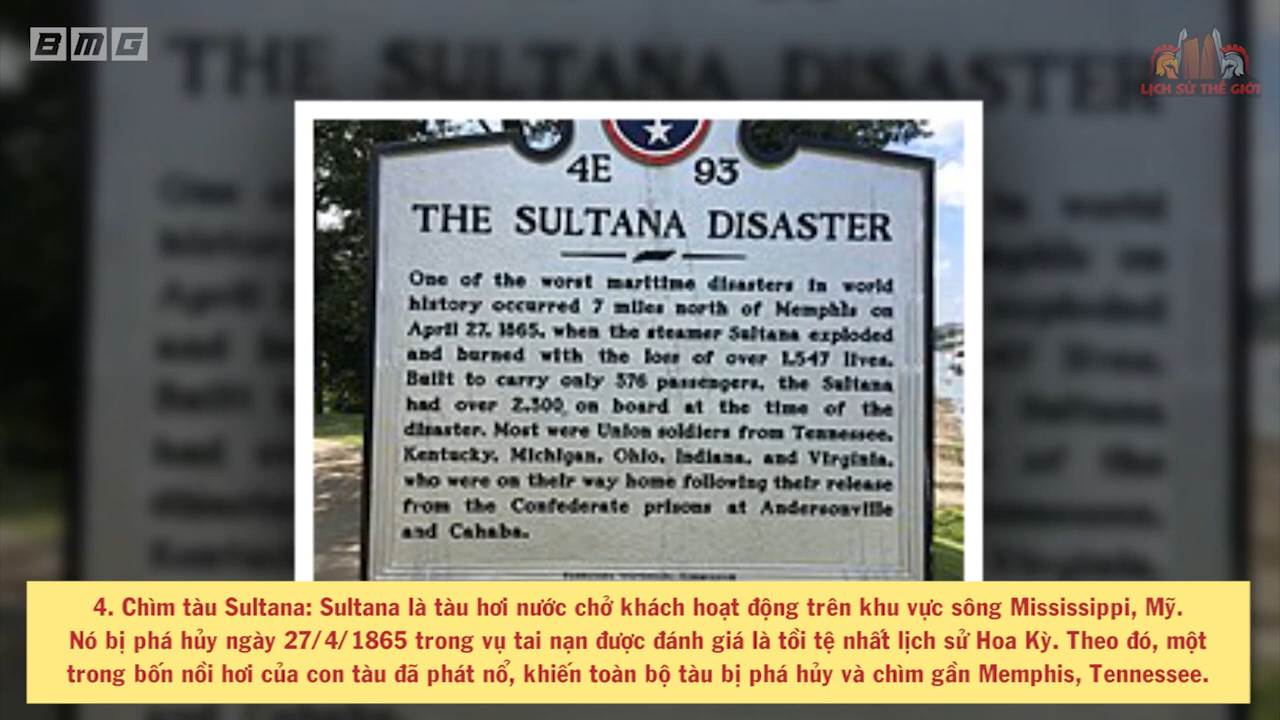 BMG
LỊCH SỬ THẾ GIỚI
THE SULTANA DISASTER
4E 93
THE SULTANA DISASTER
One of the worst maritime disasters in world
history occurred 7 miles north of Memphis on
April 27, 1865, when the steamer Sultana exploded
and burned with the loss of over 1,547 lives.
Built to carry only 376 passengers, the Sultana
had over 2,300 on board at the time of the
disaster. Most were Union soldiers from Tennessee,
Kentucky, Michigan, Ohio, Indiana, and Virginia,
who were on their way home following their release
from the Confederate prisons at Andersonville
and Cahaba.
4. Chìm tàu Sultana: Sultana là tàu hơi nước chở khách hoạt động trên khu vực sông Mississippi, Mỹ.
Nó bị phá hủy ngày 27/4/1865 trong vụ tai nạn được đánh giá là tồi tệ nhất lịch sử Hoa Kỳ. Theo đó, một
trong bốn nồi hơi của con tàu đã phát nổ, khiến toàn bộ tàu bị phá hủy và chìm gần Memphis, Tennessee.